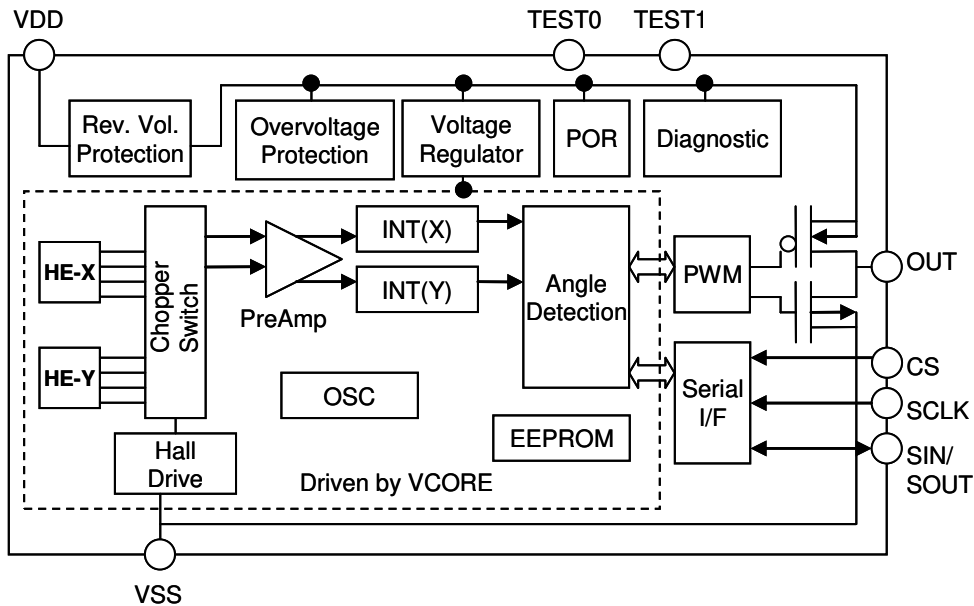 VDD
TEST0
TEST1
Rev. Vol.
Protection
Overvoltage
Protection
Voltage
Regulator
POR
Diagnostic
HE-X
HE-Y
Chopper
Switch
PreAmp
INT(X)
INT(Y)
Angle
Detection
PWM
OUT
OSC
EEPROM
Serial
I/F
CS
SCLK
SIN/
SOUT
Hall
Drive
Driven by VCORE
VSS